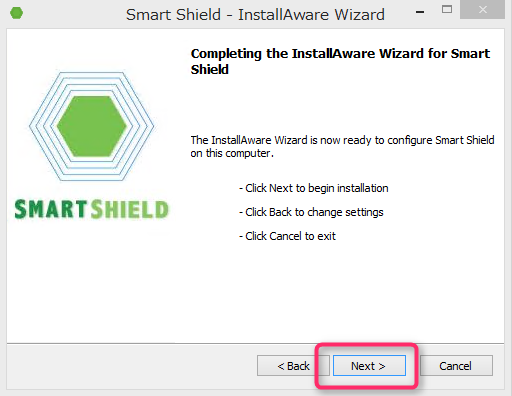 Smart Shield - InstallAware Wizard
Completing the InstallAware Wizard for Smart
Shield
The InstallAware Wizard is now ready to configure Smart Shield
on this computer.
- Click Next to begin installation
- Click Back to change settings
- Click Cancel to exit
SMARTSHIELD
< Back
Next >
Cancel